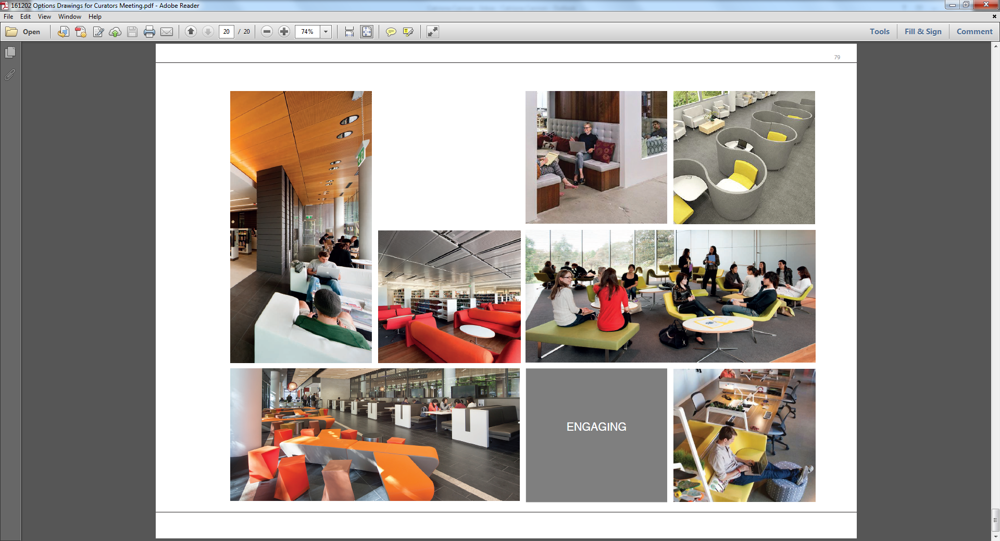 161202 Options Drawings for Curators Meeting.pdf - Adobe Reader
File Edit View Window Help
Open 20 / 20 74% Tools Fill & Sign Comment
79
ENGAGING